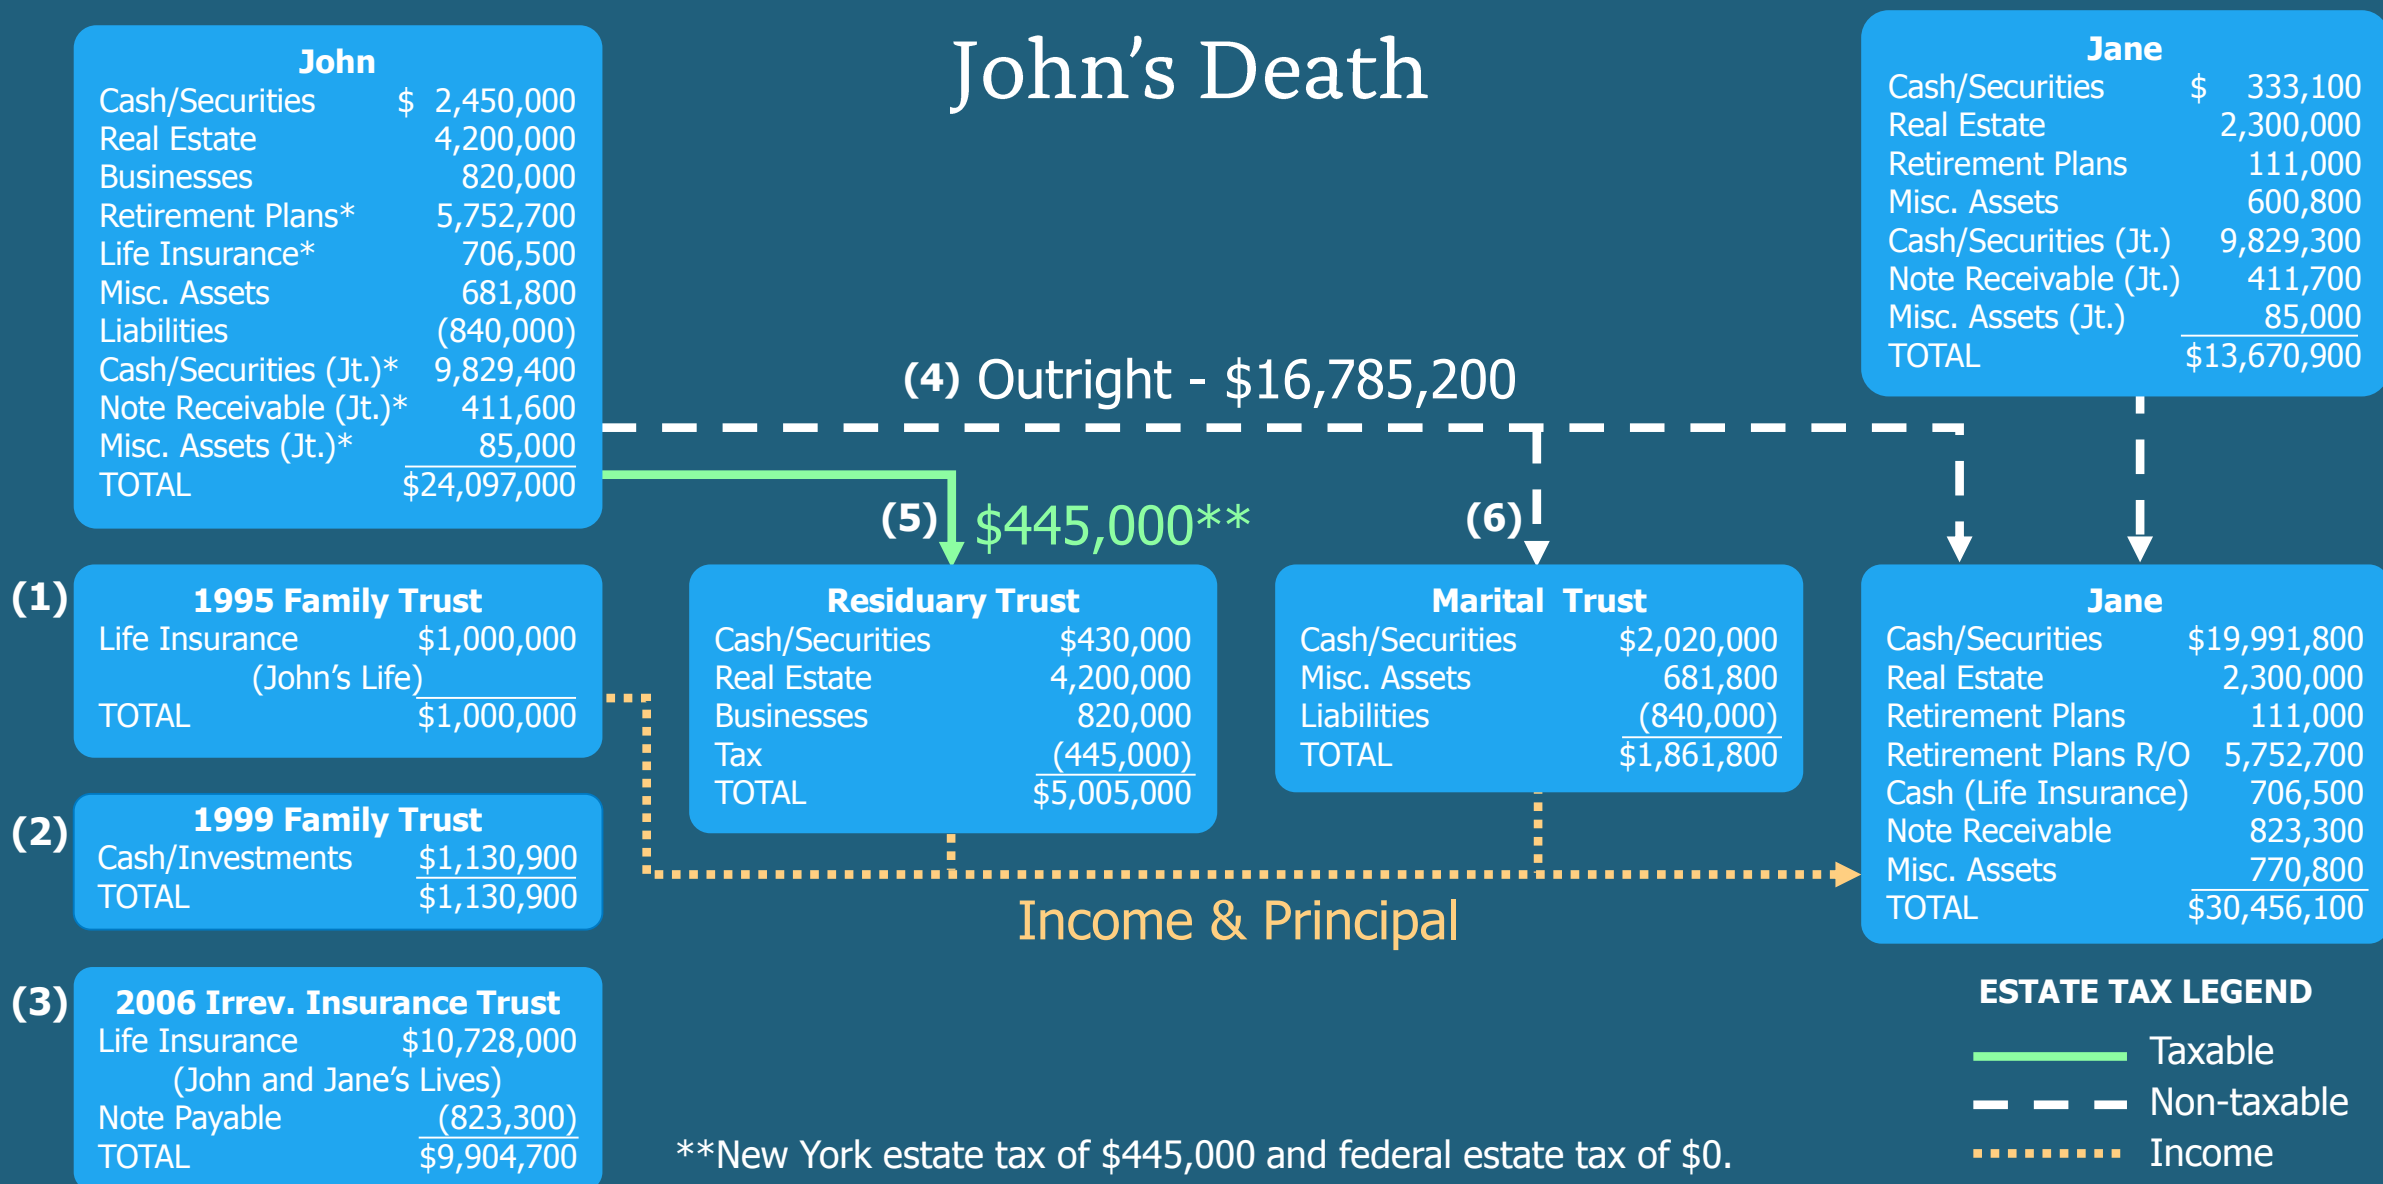 John's Death
John
Cash/Securities $ 2,450,000
Real Estate 4,200,000
Businesses 820,000
Retirement Plans* 5,752,700
Life Insurance* 706,500
Misc. Assets 681,800
Liabilities (840,000)
Cash/Securities (Jt.)* 9,829,400
Note Receivable (Jt.)* 411,600
Misc. Assets (Jt.)* 85,000
TOTAL $24,097,000
Jane
Cash/Securities $ 333,100
Real Estate 2,300,000
Retirement Plans 111,000
Misc. Assets 600,800
Cash/Securities (Jt.) 9,829,300
Note Receivable (Jt.) 411,700
Misc. Assets (Jt.) 85,000
TOTAL $13,670,900
(4) Outright - $16,785,200
(5) $445,000**
(6)
(1) 1995 Family Trust
Life Insurance $1,000,000
(John's Life)
TOTAL $1,000,000
(2) 1999 Family Trust
Cash/Investments $1,130,900
TOTAL $1,130,900
(3) 2006 Irrev. Insurance Trust
Life Insurance $10,728,000
(John and Jane's Lives)
Note Payable (823,300)
TOTAL $9,904,700
Residuary Trust
Cash/Securities $430,000
Real Estate 4,200,000
Businesses 820,000
Tax (445,000)
TOTAL $5,005,000
Marital Trust
Cash/Securities $2,020,000
Misc. Assets 681,800
Liabilities (840,000)
TOTAL $1,861,800
Jane
Cash/Securities $19,991,800
Real Estate 2,300,000
Retirement Plans 111,000
Retirement Plans R/O 5,752,700
Cash (Life Insurance) 706,500
Note Receivable 823,300
Misc. Assets 770,800
TOTAL $30,456,100
Income & Principal
ESTATE TAX LEGEND
Taxable
Non-taxable
Income
**New York estate tax of $445,000 and federal estate tax of $0.